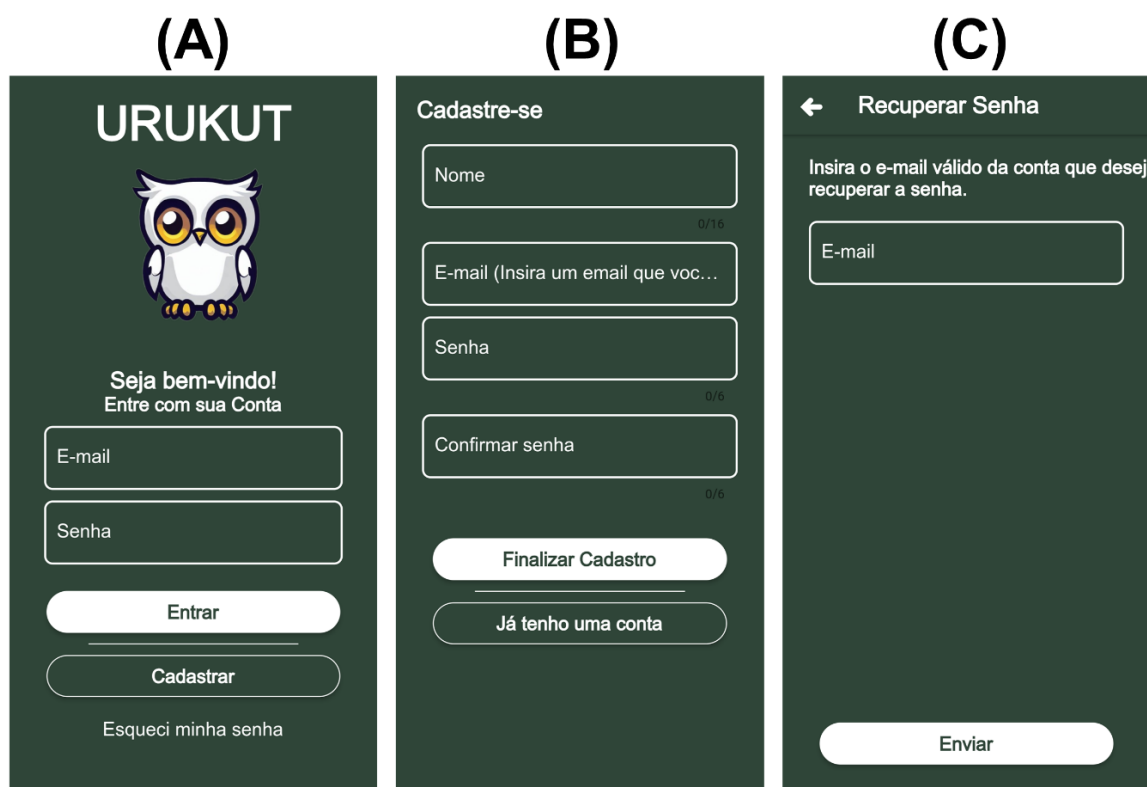 (A)
URUKUT
Seja bem-vindo!
Entre com sua Conta
E-mail
Senha
Entrar
Cadastrar
Esqueci minha senha
(B)
Cadastre-se
Nome
0/16
E-mail (Insira um email que voc...
Senha
0/6
Confirmar senha
0/6
Finalizar Cadastro
Já tenho uma conta
(C)
Recuperar Senha
Insira o e-mail válido da conta que desej
recuperar a senha.
E-mail
Enviar